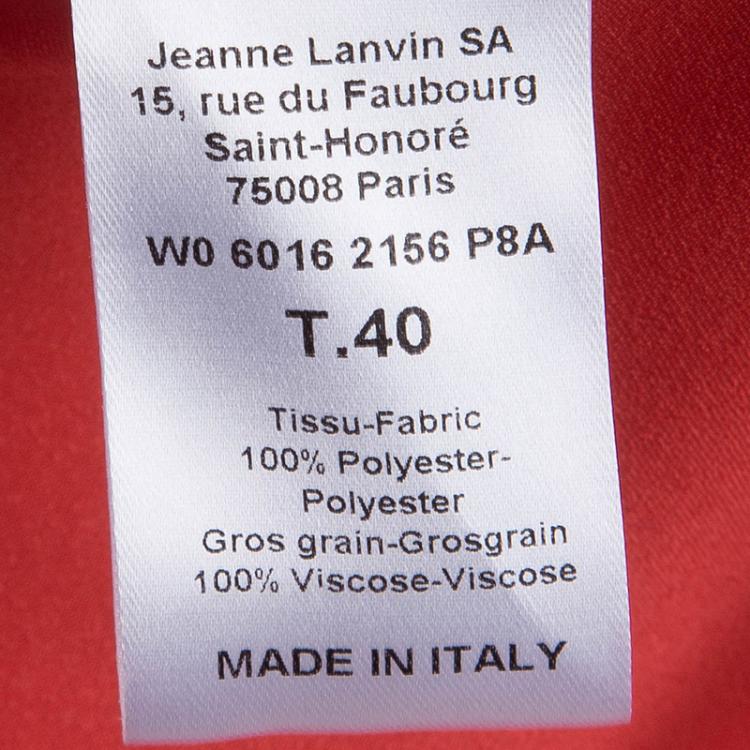 Jeanne Lanvin SA
15, rue du Faubourg
Saint-Honoré
75008 Paris
W0 6016 2156 P8A
T.40
Tissu-Fabric
100% Polyester-
Polyester
Gros grain-Grosgrain
100% Viscose-Viscose
MADE IN ITALY